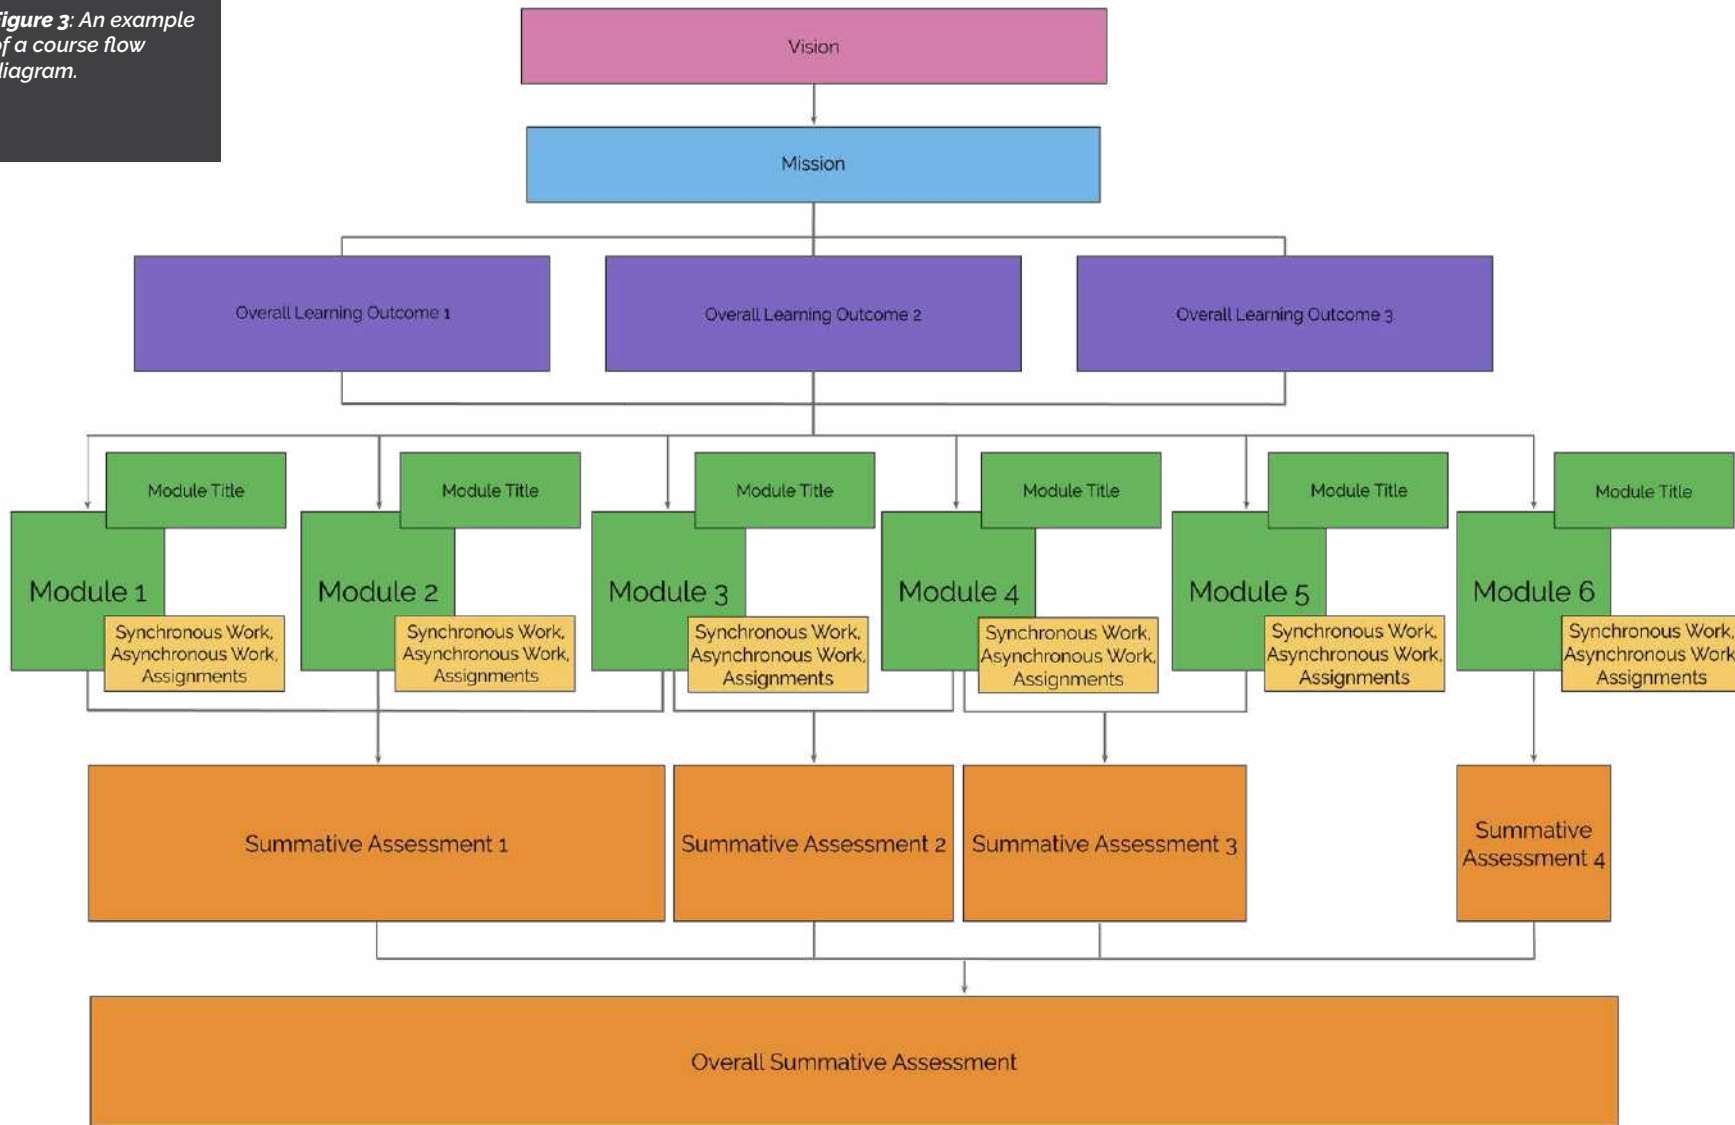 Figure 3: An example
of a course flow
diagram.
Vision
Mission
Overall Learning Outcome 1
Overall Learning Outcome 2
Overall Learning Outcome 3
Module Title
Module Title
Module Title
Module Title
Module Title
Module Title
Module 1
Module 2
Module 3
Module 4
Module 5
Module 6
Synchronous Work,
Asynchronous Work,
Assignments
Synchronous Work,
Asynchronous Work,
Assignments
Synchronous Work,
Asynchronous Work,
Assignments
Synchronous Work,
Asynchronous Work,
Assignments
Synchronous Work,
Asynchronous Work,
Assignments
Synchronous Work,
Asynchronous Work
Assignments
Summative Assessment 1
Summative Assessment 2
Summative Assessment 3
Summative
Assessment 4
Overall Summative Assessment